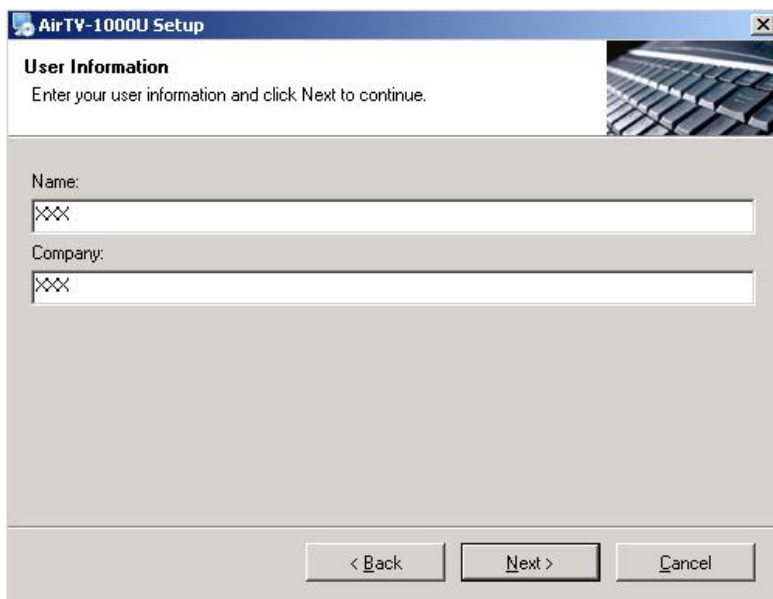 AirTV-1000U Setup
User Information
Enter your user information and click Next to continue.
Name:
XXX
Company:
XXX
< Back
Next >
Cancel